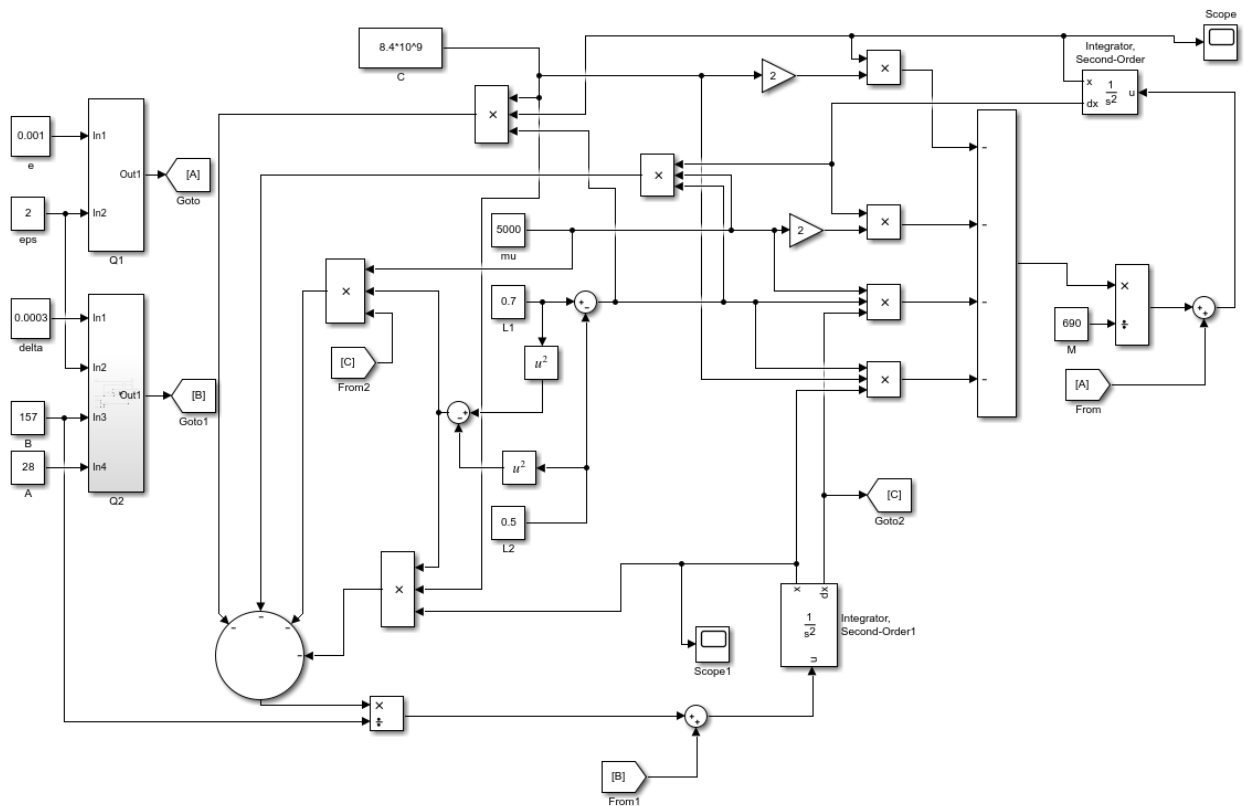 Scope
8.4*10^9
C
2
×
Integrator,
Second-Order
x
dx
1
s²
u
×
0.001
e
In1
In2
Out1
Q1
[A]
Goto
2
eps
×
5000
mu
2
×
-
-
-
-
×
0.7
L1
+
-
×
×
÷
690
M
+
+
0.0003
delta
In1
In2
In3
In4
Out1
Q2
[C]
From2
u²
×
[A]
From
[B]
Goto1
157
B
28
A
-
+
u²
0.5
L2
[C]
Goto2
×
x
dx
1
s²
u
Integrator,
Second-Order1
-
-
-
-
Scope1
×
÷
+
+
[B]
From1